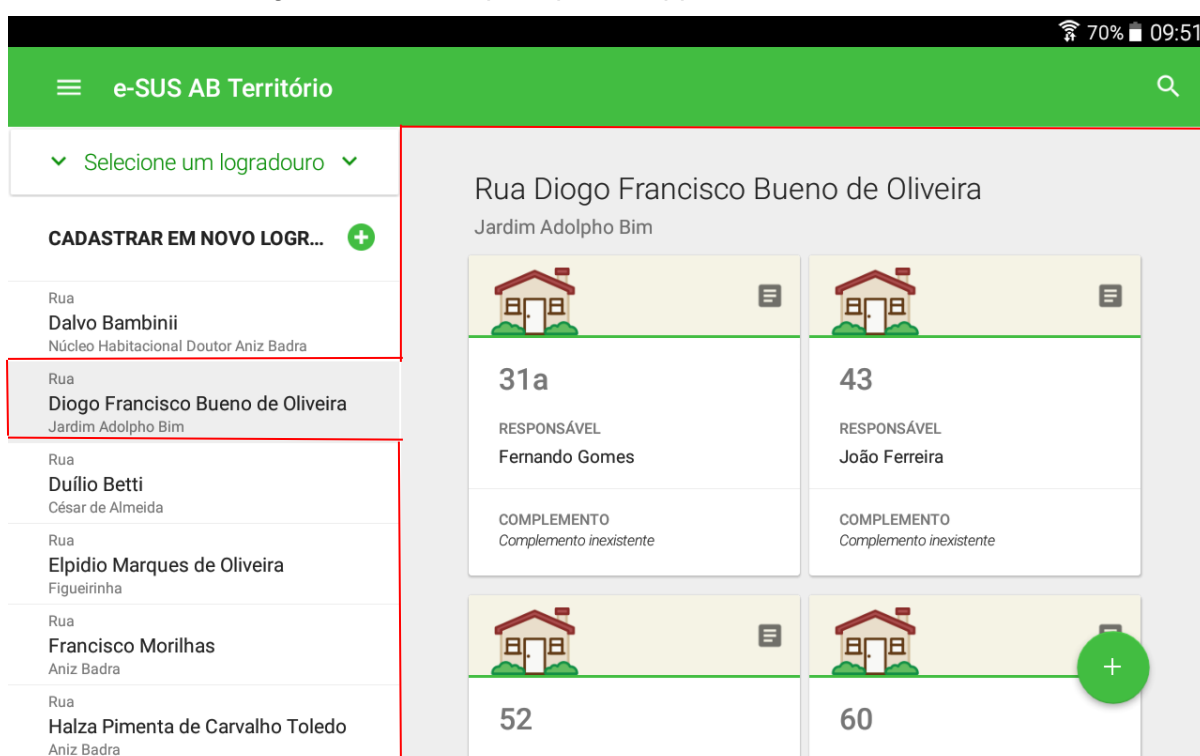 70% 09:51
e-SUS AB Território
Selecione um logradouro
CADASTRAR EM NOVO LOGR...
Rua
Dalvo Bambinii
Núcleo Habitacional Doutor Aniz Badra
Rua
Diogo Francisco Bueno de Oliveira
Jardim Adolpho Bim
Rua
Duílio Betti
César de Almeida
Rua
Elpidio Marques de Oliveira
Figueirinha
Rua
Francisco Morilhas
Aniz Badra
Rua
Halza Pimenta de Carvalho Toledo
Aniz Badra
Rua Diogo Francisco Bueno de Oliveira
Jardim Adolpho Bim
31a
RESPONSÁVEL
Fernando Gomes
COMPLEMENTO
Complemento inexistente
43
RESPONSÁVEL
João Ferreira
COMPLEMENTO
Complemento inexistente
52
60